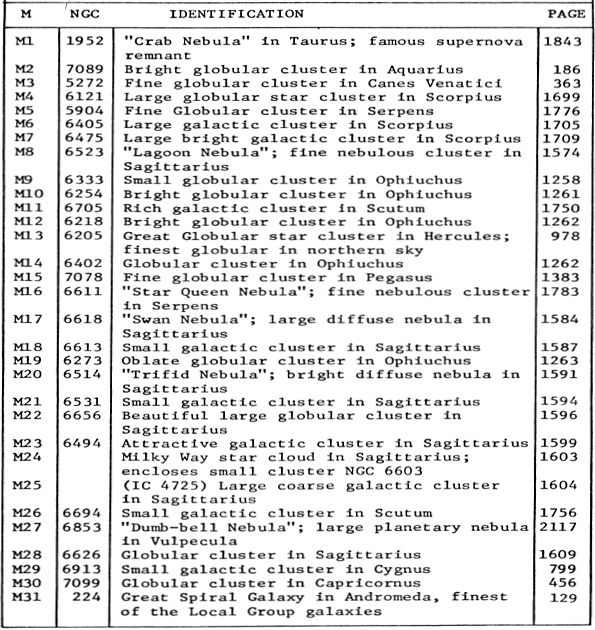 M NGC IDENTIFICATION PAGE
M1 1952 "Crab Nebula" in Taurus; famous supernova 1843
remnant
M2 7089 Bright globular cluster in Aquarius 186
M3 5272 Fine globular cluster in Canes Venatici 363
M4 6121 Large globular star cluster in Scorpius 1699
M5 5904 Fine Globular cluster in Serpens 1776
M6 6405 Large galactic cluster in Scorpius 1705
M7 6475 Large bright galactic cluster in Scorpius 1709
M8 6523 "Lagoon Nebula"; fine nebulous cluster in 1574
Sagittarius
M9 6333 Small globular cluster in Ophiuchus 1258
M10 6254 Bright globular cluster in Ophiuchus 1261
M11 6705 Rich galactic cluster in Scutum 1750
M12 6218 Bright globular cluster in Ophiuchus 1262
M13 6205 Great Globular star cluster in Hercules; 978
finest globular in northern sky
M14 6402 Globular cluster in Ophiuchus 1262
M15 7078 Fine globular cluster in Pegasus 1383
M16 6611 "Star Queen Nebula"; fine nebulous cluster 1783
in Serpens
M17 6618 "Swan Nebula"; large diffuse nebula in 1584
Sagittarius
M18 6613 Small galactic cluster in Sagittarius 1587
M19 6273 Oblate globular cluster in Ophiuchus 1263
M20 6514 "Trifid Nebula"; bright diffuse nebula in 1591
Sagittarius
M21 6531 Small galactic cluster in Sagittarius 1594
M22 6656 Beautiful large globular cluster in 1596
Sagittarius
M23 6494 Attractive galactic cluster in Sagittarius 1599
M24 Milky Way star cloud in Sagittarius; 1603
encloses small cluster NGC 6603
M25 (IC 4725) Large coarse galactic cluster 1604
in Sagittarius
M26 6694 Small galactic cluster in Scutum 1756
M27 6853 "Dumb-bell Nebula"; large planetary nebula 2117
in Vulpecula
M28 6626 Globular cluster in Sagittarius 1609
M29 6913 Small galactic cluster in Cygnus 799
M30 7099 Globular cluster in Capricornus 456
M31 224 Great Spiral Galaxy in Andromeda, finest 129
of the Local Group galaxies